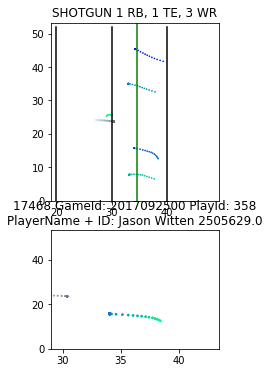 SHOTGUN 1 RB, 1 TE, 3 WR
50
40
30
20
10
0
20 30 40
17468 GameId: 2017092500 PlayId: 358
PlayerName + ID: Jason Witten 2505629.0
40
20
0
30 35 40